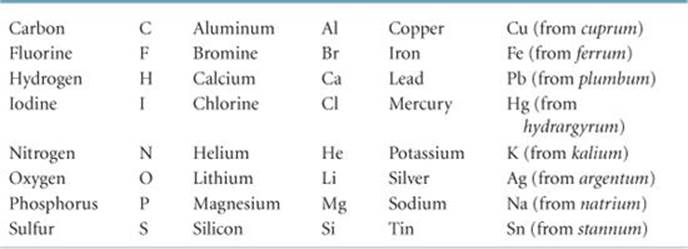 Carbon C Aluminum Al Copper Cu (from cuprum)
Fluorine F Bromine Br Iron Fe (from ferrum)
Hydrogen H Calcium Ca Lead Pb (from plumbum)
Iodine I Chlorine Cl Mercury Hg (from
hydrargyrum)
Nitrogen N Helium He Potassium K (from kalium)
Oxygen O Lithium Li Silver Ag (from argentum)
Phosphorus P Magnesium Mg Sodium Na (from natrium)
Sulfur S Silicon Si Tin Sn (from stannum)